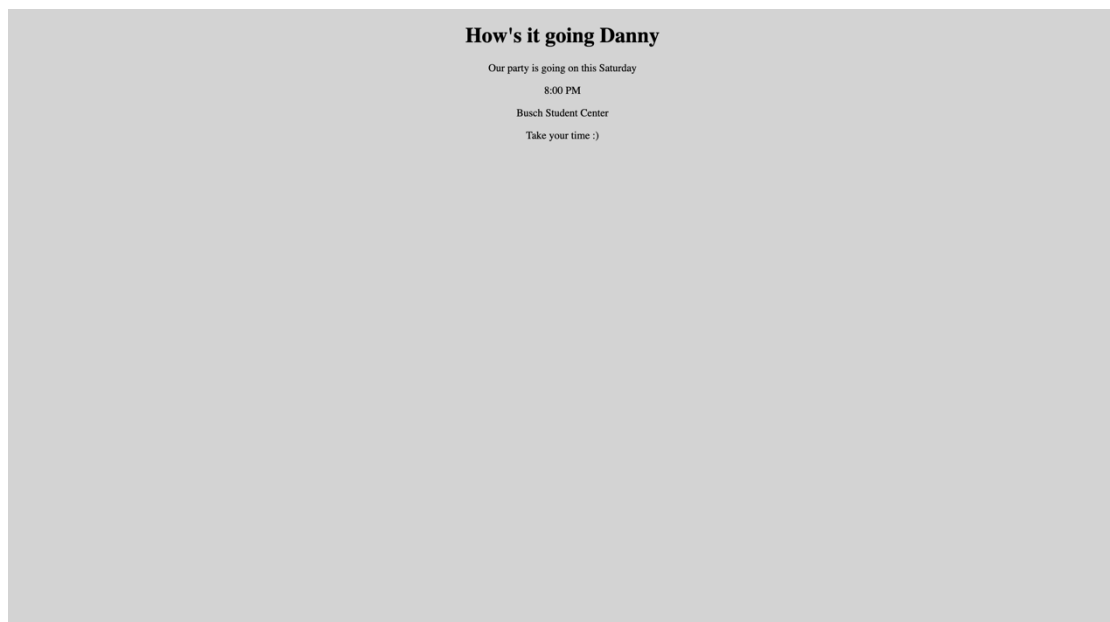 How's it going Danny
Our party is going on this Saturday
8:00 PM
Busch Student Center
Take your time :)